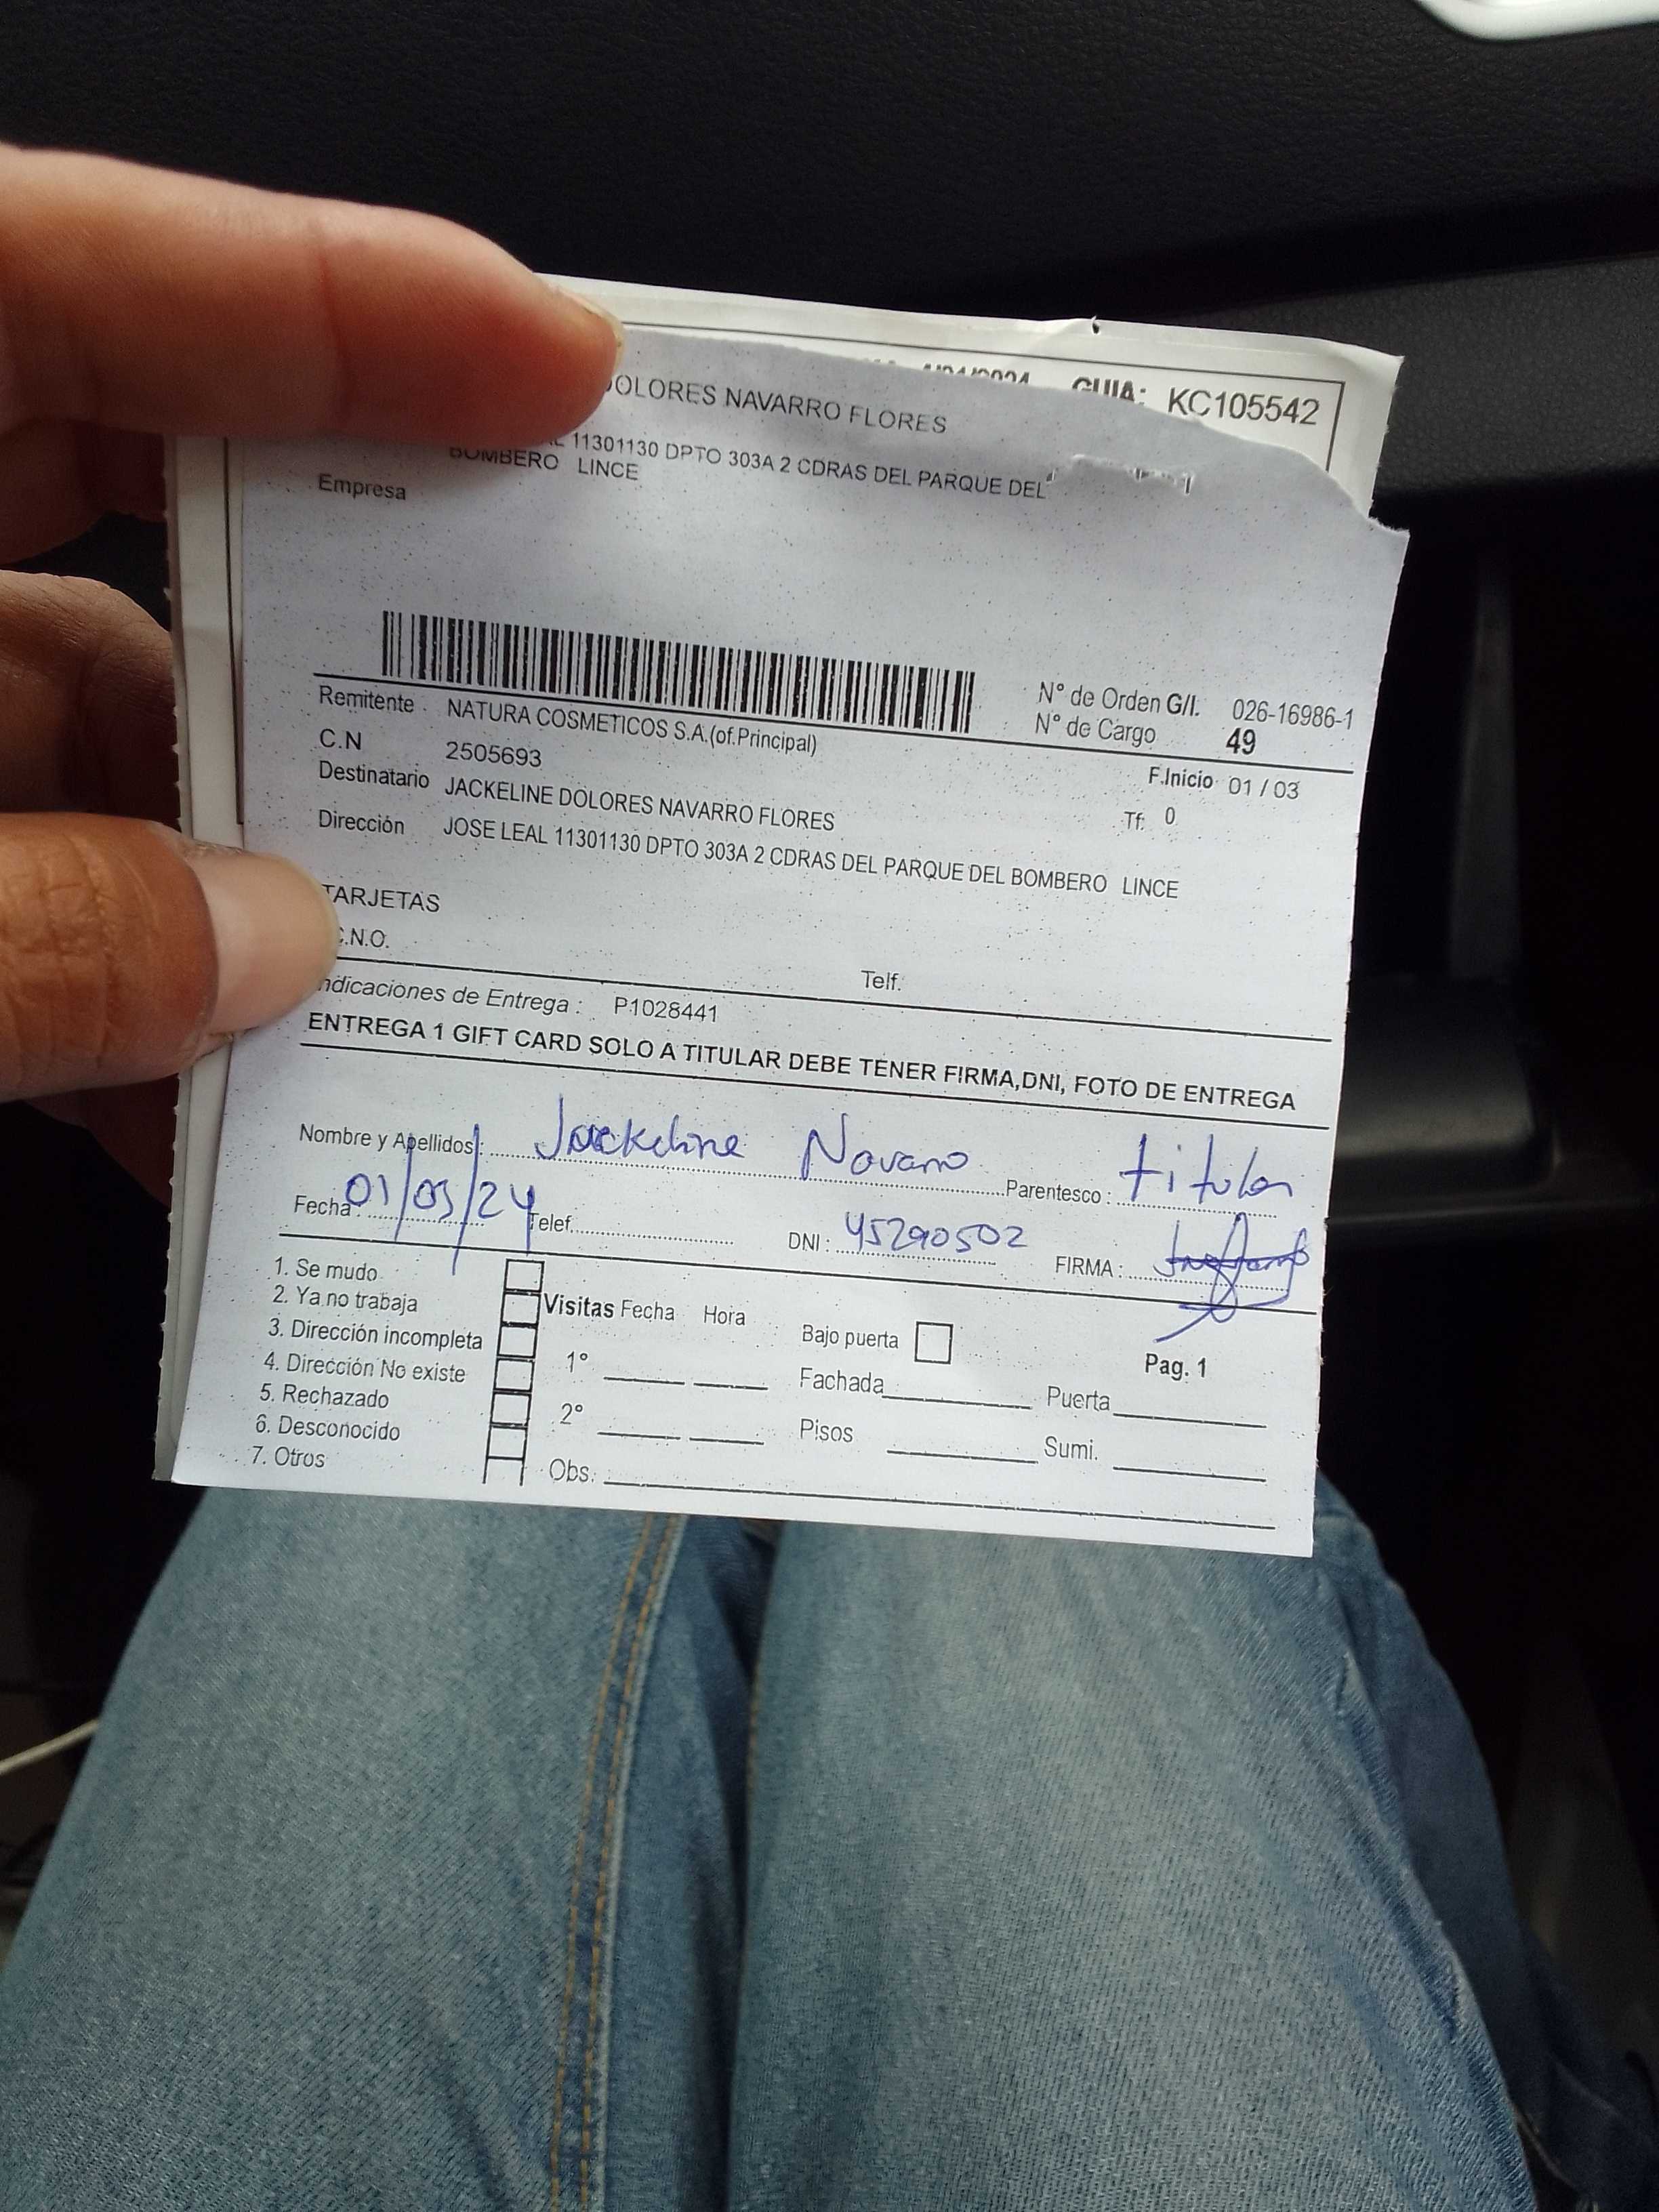 GUIA: KC105542
DOLORES NAVARRO FLORES
11301130 DPTO 303A 2 CDRAS DEL PARQUE DEL
BOMBERO LINCE
Empresa
N° de Orden G/I. 026-16986-1
N° de Cargo 49
Remitente NATURA COSMETICOS S.A.(of.Principal)
F.Inicio 01 / 03
C.N 2505693
Tf: 0
Destinatario JACKELINE DOLORES NAVARRO FLORES
Dirección JOSE LEAL 11301130 DPTO 303A 2 CDRAS DEL PARQUE DEL BOMBERO LINCE
TARJETAS
C.N.O.
Telf.
Indicaciones de Entrega : P1028441
ENTREGA 1 GIFT CARD SOLO A TITULAR DEBE TENER FIRMA,DNI, FOTO DE ENTREGA
Nombre y Apellidos: Jackeline Navarro Parentesco : titular
Fecha 01/03/24 Telef. DNI : 45290502 FIRMA :
1. Se mudo
2. Ya no trabaja
3. Dirección incompleta
4. Dirección No existe
5. Rechazado
6. Desconocido
7. Otros
Visitas Fecha Hora
1°
2°
Obs.
Bajo puerta
Fachada
Pisos
Pag. 1
Puerta
Sumi.